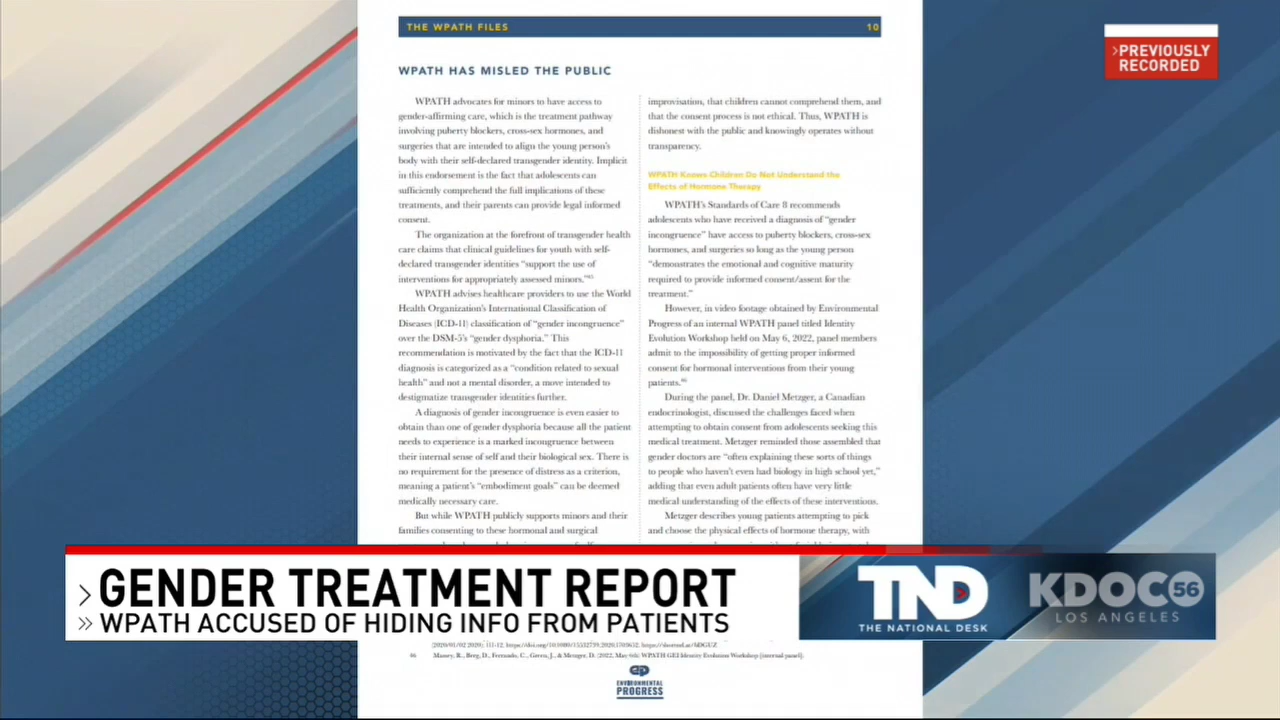 THE WPATH FILES
10
>PREVIOUSLY
RECORDED
WPATH HAS MISLED THE PUBLIC
WPATH advocates for minors to have access to
gender-affirming care, which is the treatment pathway
involving puberty blockers, cross-sex hormones, and
surgeries that are intended to align the young person's
body with their self-declared transgender identity. Implicit
in this endorsement is the fact that adolescents can
sufficiently comprehend the full implications of these
treatments, and their parents can provide legal informed
consent.
The organization at the forefront of transgender health
care claims that clinical guidelines for youth with self-
declared transgender identities “support the use of
interventions for appropriately assessed minors.”
WPATH advises healthcare providers to use the World
Health Organization's International Classification of
Diseases (ICD-11) classification of “gender incongruence”
over the DSM-5's “gender dysphoria.” This
recommendation is motivated by the fact that the ICD-11
diagnosis is categorized as a “condition related to sexual
health” and not a mental disorder, a move intended to
destigmatize transgender identities further.
A diagnosis of gender incongruence is even easier to
obtain than one of gender dysphoria because all the patient
needs to experience is a marked incongruence between
their internal sense of self and their biological sex. There is
no requirement for the presence of distress as a criterion,
meaning a patient's “embodiment goals” can be deemed
medically necessary care.
But while WPATH publicly supports minors and their
families consenting to these hormonal and surgical
improvisation, that children cannot comprehend them, and
that the consent process is not ethical. Thus, WPATH is
dishonest with the public and knowingly operates without
transparency.
WPATH Knows Children Do Not Understand the
Effects of Hormone Therapy
WPATH's Standards of Care 8 recommends
adolescents who have received a diagnosis of “gender
incongruence” have access to puberty blockers, cross-sex
hormones, and surgeries so long as the young person
“demonstrates the emotional and cognitive maturity
required to provide informed consent/assent for the
treatment.”
However, in video footage obtained by Environmental
Progress of an internal WPATH panel titled Identity
Evolution Workshop held on May 6, 2022, panel members
admit to the impossibility of getting proper informed
consent for hormonal interventions from their young
patients.
During the panel, Dr. Daniel Metzger, a Canadian
endocrinologist, discussed the challenges faced when
attempting to obtain consent from adolescents seeking this
medical treatment. Metzger reminded those assembled that
gender doctors are “often explaining these sorts of things
to people who haven't even had biology in high school yet,”
adding that even adult patients often have very little
medical understanding of the effects of these interventions.
Metzger describes young patients attempting to pick
and choose the physical effects of hormone therapy, with
> GENDER TREATMENT REPORT
>> WPATH ACCUSED OF HIDING INFO FROM PATIENTS
TND
THE NATIONAL DESK
KDOC 56
LOS ANGELES
ep
ENVIRONMENTAL
PROGRESS